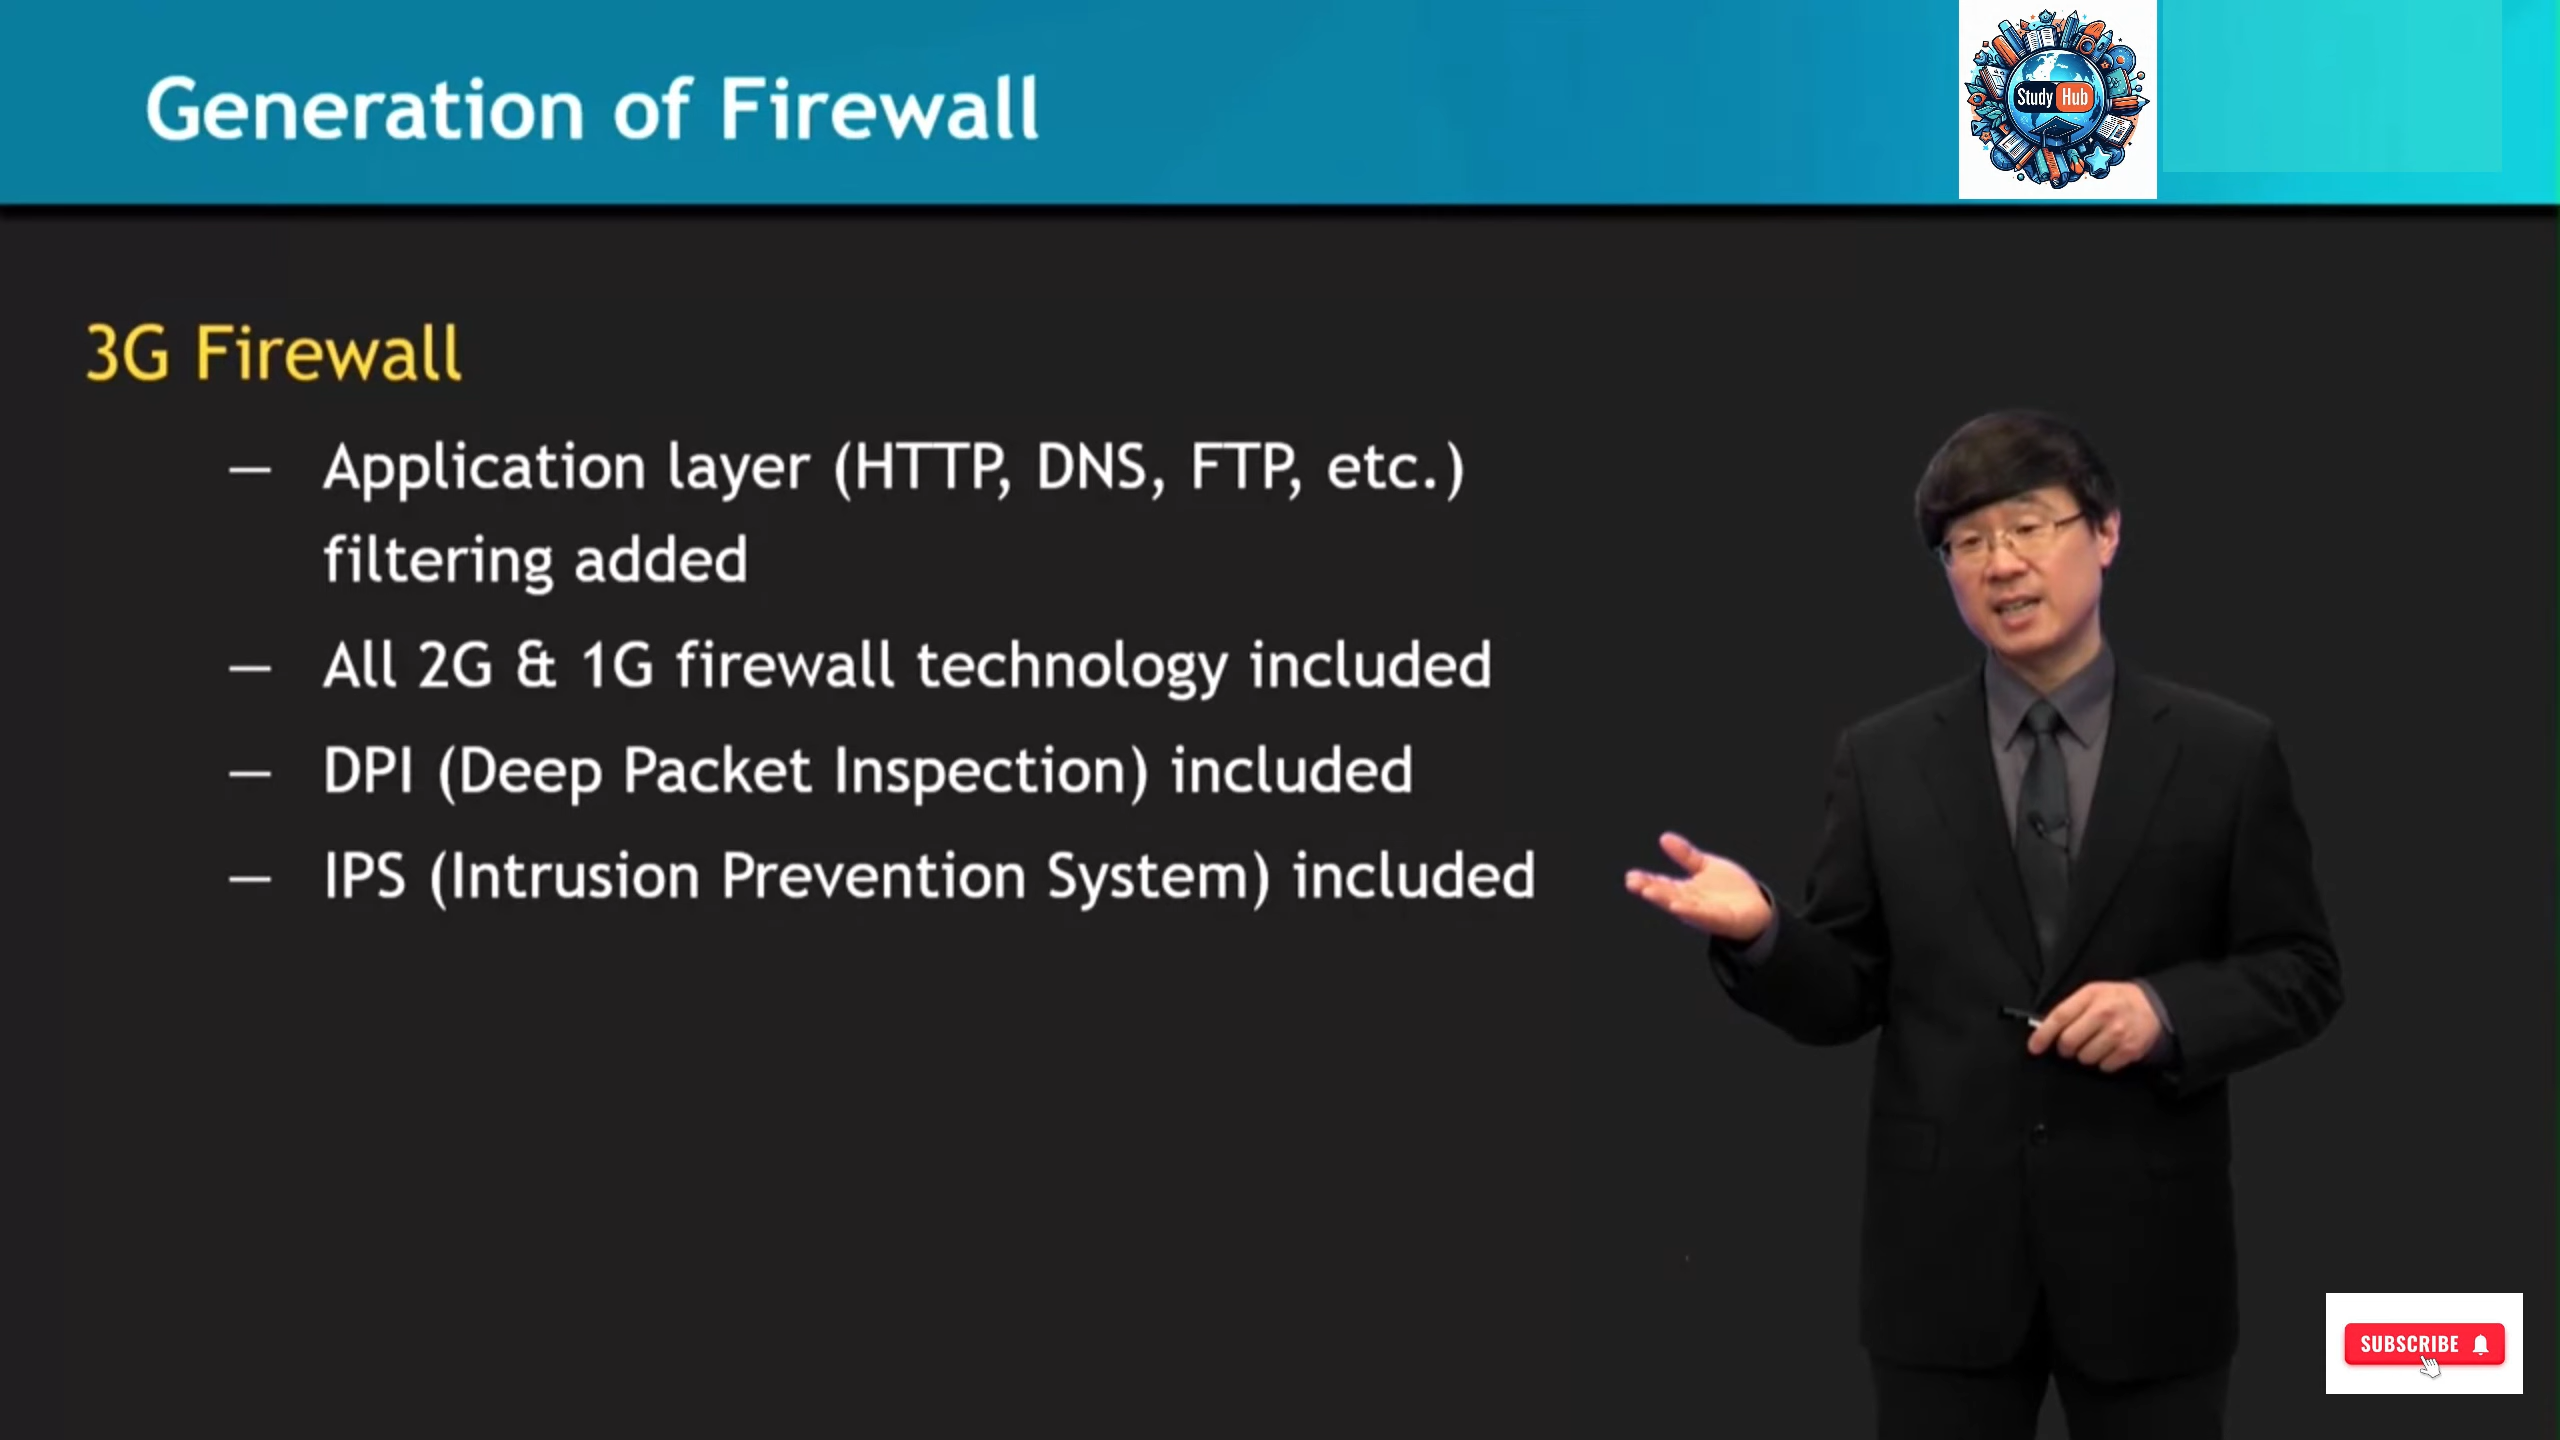 Generation of Firewall
Study Hub
3G Firewall
— Application layer (HTTP, DNS, FTP, etc.)
filtering added
— All 2G & 1G firewall technology included
— DPI (Deep Packet Inspection) included
— IPS (Intrusion Prevention System) included
SUBSCRIBE